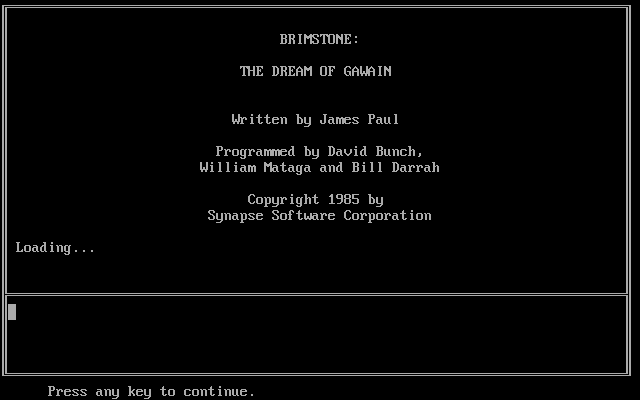 BRIMSTONE:
THE DREAM OF GAWAIN
Written by James Paul
Programmed by David Bunch,
William Mataga and Bill Darrah
Copyright 1985 by
Synapse Software Corporation
Loading...
Press any key to continue.